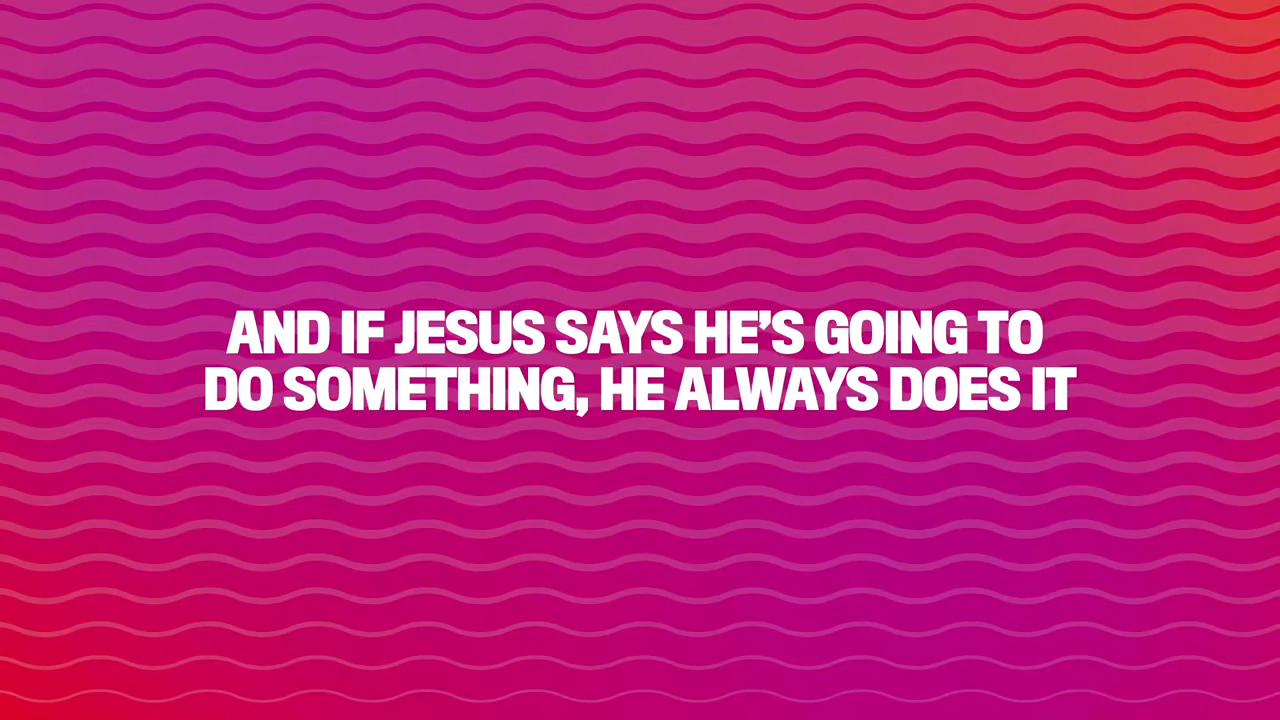 AND IF JESUS SAYS HE’S GOING TO
DO SOMETHING, HE ALWAYS DOES IT